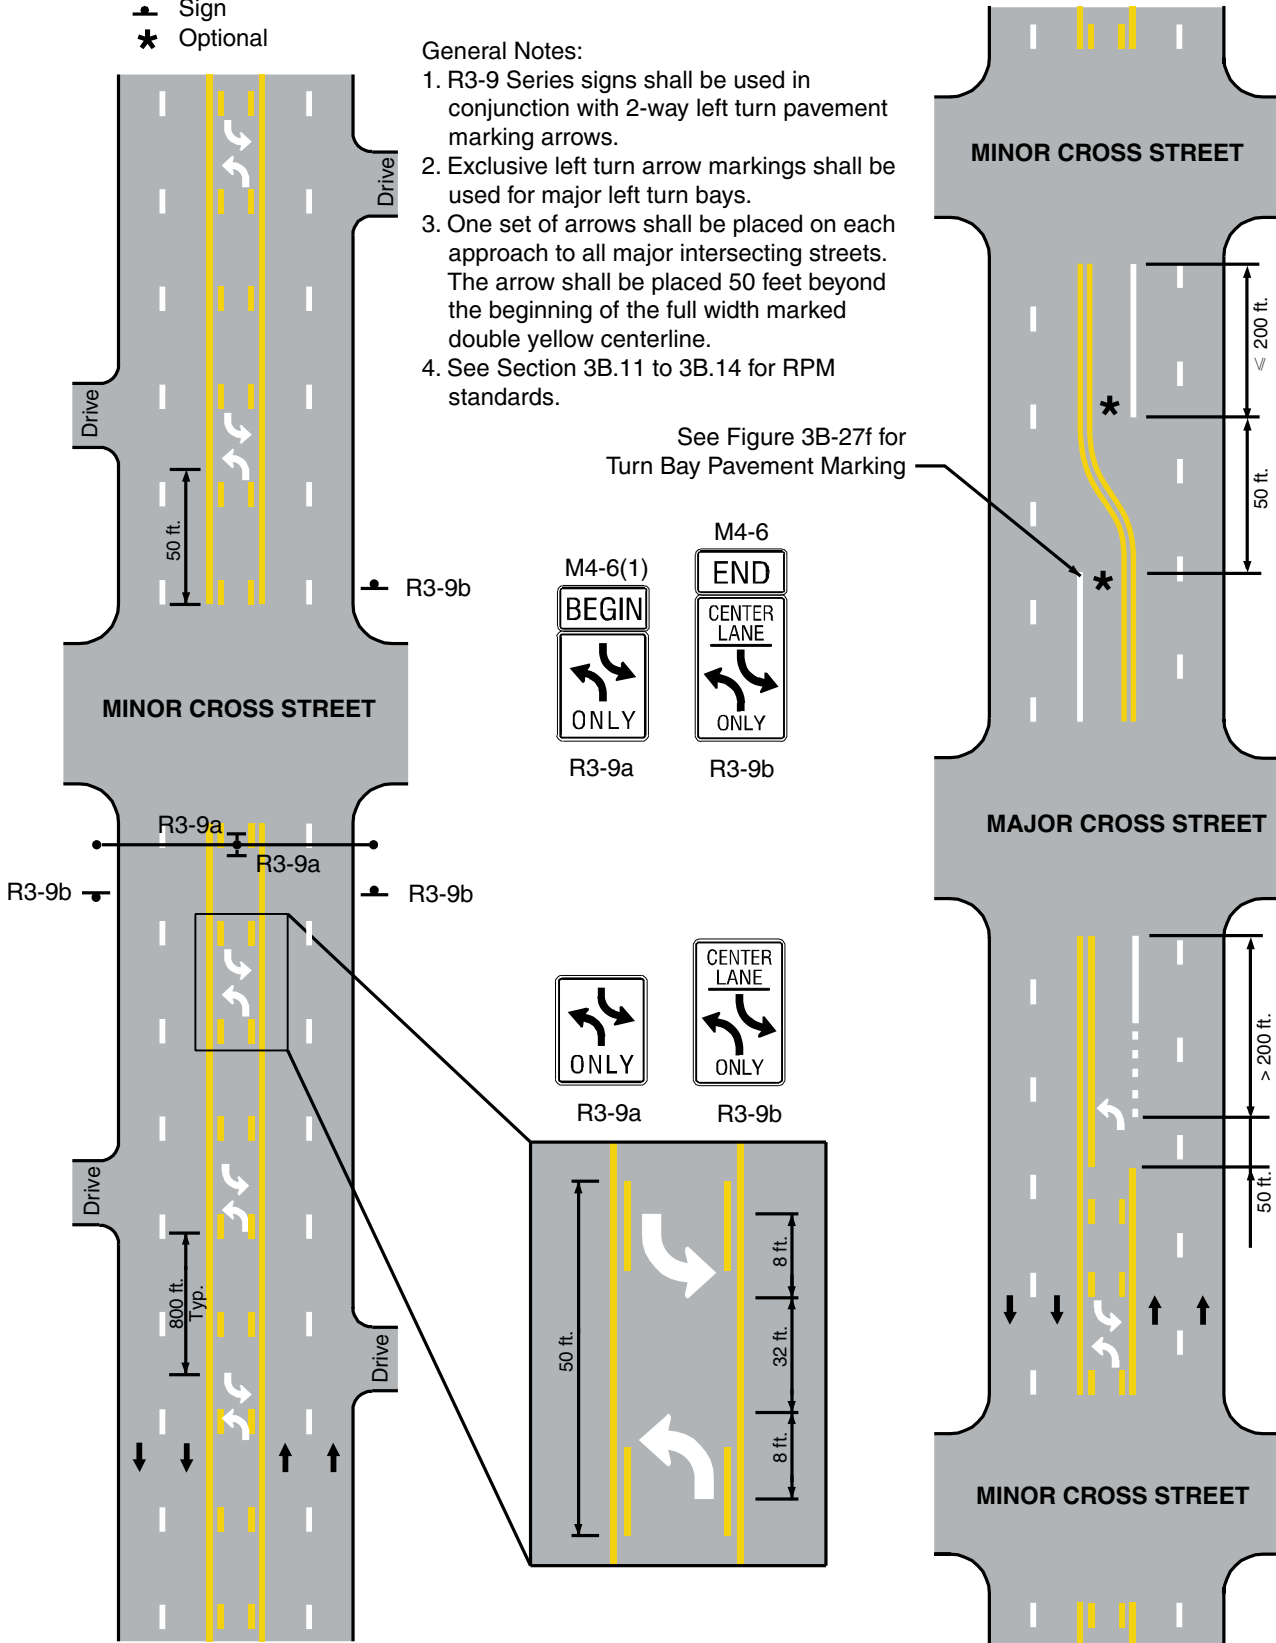 Sign
Optional
General Notes:
1. R3-9 Series signs shall be used in
conjunction with 2-way left turn pavement
marking arrows.
2. Exclusive left turn arrow markings shall be
used for major left turn bays.
3. One set of arrows shall be placed on each
approach to all major intersecting streets.
The arrow shall be placed 50 feet beyond
the beginning of the full width marked
double yellow centerline.
4. See Section 3B.11 to 3B.14 for RPM
standards.
See Figure 3B-27f for
Turn Bay Pavement Marking
Drive
Drive
50 ft.
R3-9b
MINOR CROSS STREET
R3-9a
R3-9a
R3-9b
R3-9b
Drive
800 ft.
Typ.
Drive
M4-6(1)
BEGIN
ONLY
R3-9a
M4-6
END
CENTER
LANE
ONLY
R3-9b
ONLY
R3-9a
CENTER
LANE
ONLY
R3-9b
50 ft.
8 ft.
32 ft.
8 ft.
MINOR CROSS STREET
≤ 200 ft.
50 ft.
MAJOR CROSS STREET
> 200 ft.
50 ft.
MINOR CROSS STREET